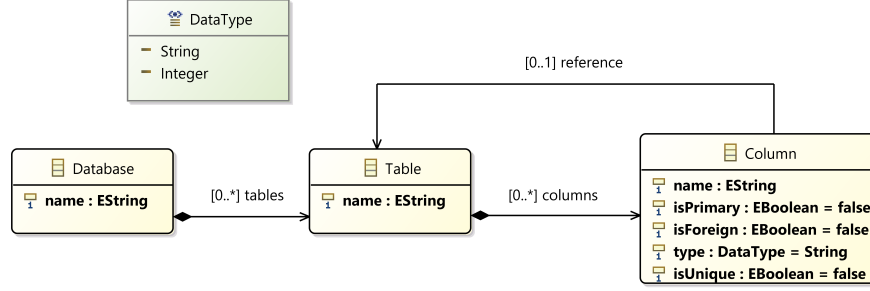 DataType
String
Integer
[0..1] reference
Database
name : EString
[0..*] tables
Table
name : EString
[0..*] columns
Column
name : EString
isPrimary : EBoolean = false
isForeign : EBoolean = false
type : DataType = String
isUnique : EBoolean = false